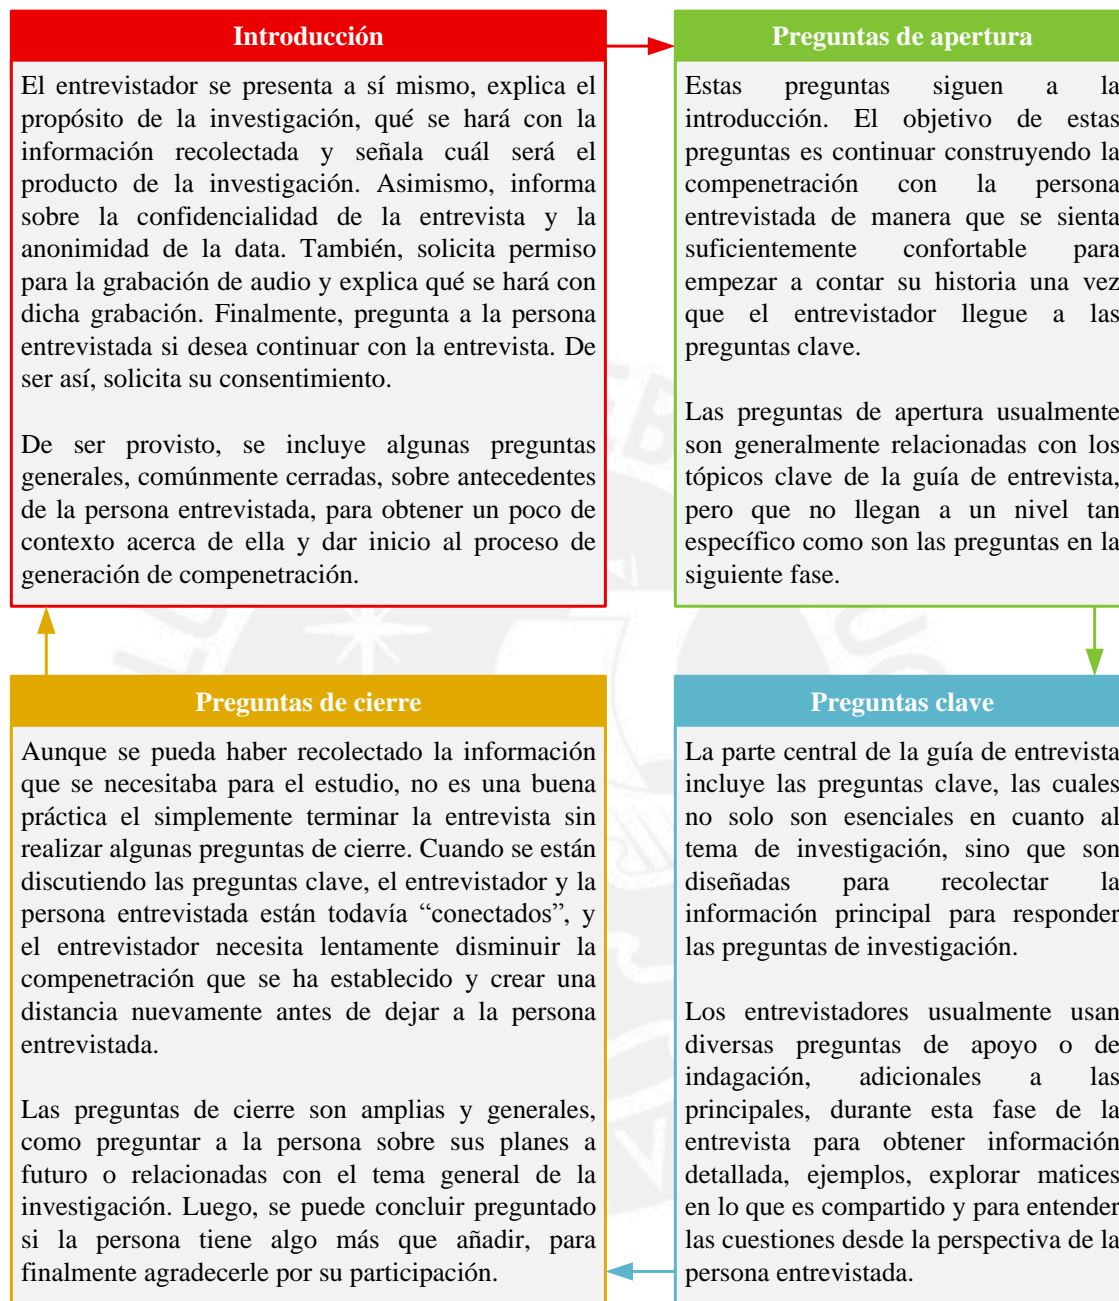 Introducción
El entrevistador se presenta a sí mismo, explica el
propósito de la investigación, qué se hará con la
información recolectada y señala cuál será el
producto de la investigación. Asimismo, informa
sobre la confidencialidad de la entrevista y la
anonimidad de la data. También, solicita permiso
para la grabación de audio y explica qué se hará con
dicha grabación. Finalmente, pregunta a la persona
entrevistada si desea continuar con la entrevista. De
ser así, solicita su consentimiento.
De ser provisto, se incluye algunas preguntas
generales, comúnmente cerradas, sobre antecedentes
de la persona entrevistada, para obtener un poco de
contexto acerca de ella y dar inicio al proceso de
generación de compenetración.
Preguntas de apertura
Estas preguntas siguen a la
introducción. El objetivo de estas
preguntas es continuar construyendo la
compenetración con la persona
entrevistada de manera que se sienta
suficientemente confortable para
empezar a contar su historia una vez
que el entrevistador llegue a las
preguntas clave.
Las preguntas de apertura usualmente
son generalmente relacionadas con los
tópicos clave de la guía de entrevista,
pero que no llegan a un nivel tan
específico como son las preguntas en la
siguiente fase.
Preguntas clave
La parte central de la guía de entrevista
incluye las preguntas clave, las cuales
no solo son esenciales en cuanto al
tema de investigación, sino que son
diseñadas para recolectar la
información principal para responder
las preguntas de investigación.
Los entrevistadores usualmente usan
diversas preguntas de apoyo o de
indagación, adicionales a las
principales, durante esta fase de la
entrevista para obtener información
detallada, ejemplos, explorar matices
en lo que es compartido y para entender
las cuestiones desde la perspectiva de la
persona entrevistada.
Preguntas de cierre
Aunque se pueda haber recolectado la información
que se necesitaba para el estudio, no es una buena
práctica el simplemente terminar la entrevista sin
realizar algunas preguntas de cierre. Cuando se están
discutiendo las preguntas clave, el entrevistador y la
persona entrevistada están todavía “conectados”, y
el entrevistador necesita lentamente disminuir la
compenetración que se ha establecido y crear una
distancia nuevamente antes de dejar a la persona
entrevistada.
Las preguntas de cierre son amplias y generales,
como preguntar a la persona sobre sus planes a
futuro o relacionadas con el tema general de la
investigación. Luego, se puede concluir preguntado
si la persona tiene algo más que añadir, para
finalmente agradecerle por su participación.